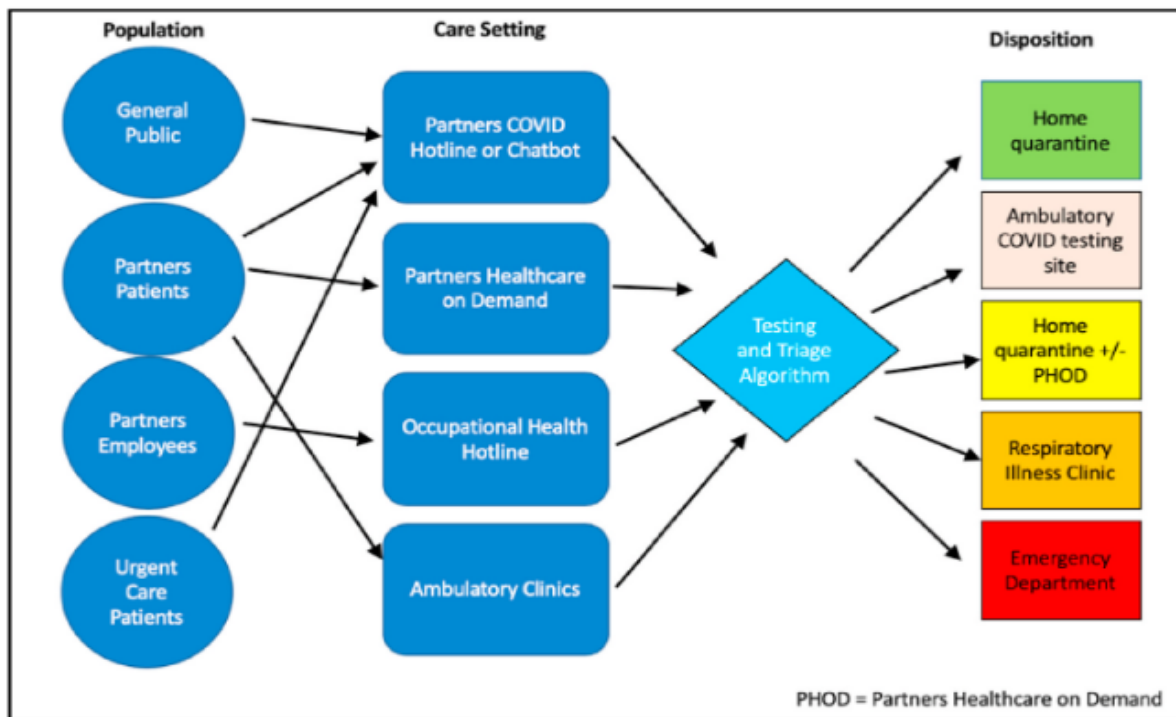 Population
Care Setting
Disposition
General
Public
Partners
Patients
Partners
Employees
Urgent
Care
Patients
Partners COVID
Hotline or Chatbot
Partners Healthcare
on Demand
Occupational Health
Hotline
Ambulatory Clinics
Testing
and Triage
Algorithm
Home
quarantine
Ambulatory
COVID testing
site
Home
quarantine +/-
PHOD
Respiratory
Illness Clinic
Emergency
Department
PHOD = Partners Healthcare on Demand